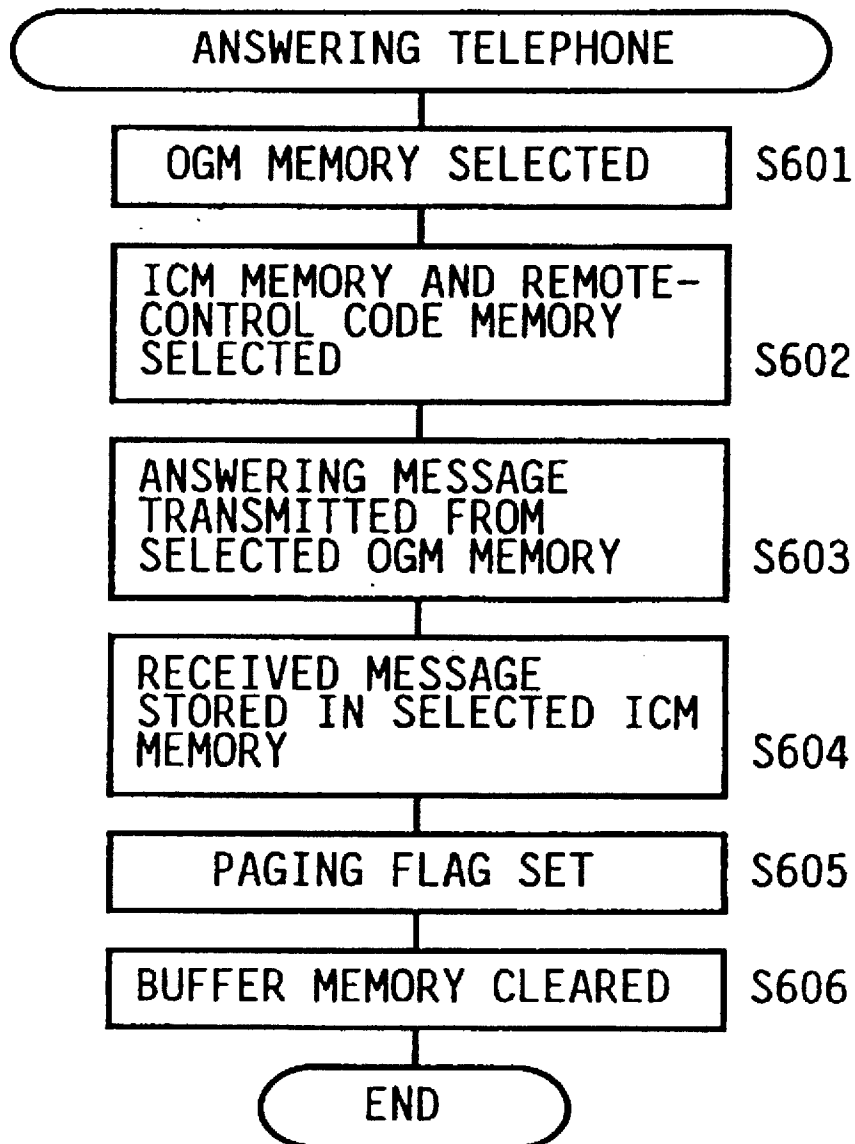 ANSWERING TELEPHONE
OGM MEMORY SELECTED S601
ICM MEMORY AND REMOTE-
CONTROL CODE MEMORY
SELECTED S602
ANSWERING MESSAGE
TRANSMITTED FROM
SELECTED OGM MEMORY S603
RECEIVED MESSAGE
STORED IN SELECTED ICM
MEMORY S604
PAGING FLAG SET S605
BUFFER MEMORY CLEARED S606
END